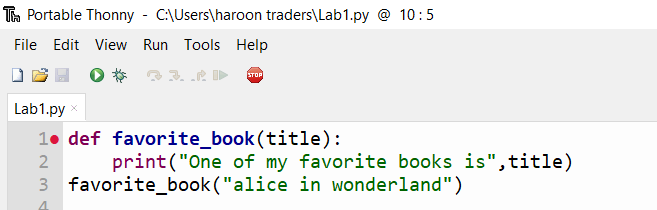 Portable Thonny - C:\Users\haroon traders\Lab1.py @ 10 : 5
File Edit View Run Tools Help
STOP
Lab1.py ×
1 def favorite_book(title):
2     print("One of my favorite books is",title)
3 favorite_book("alice in wonderland")
4